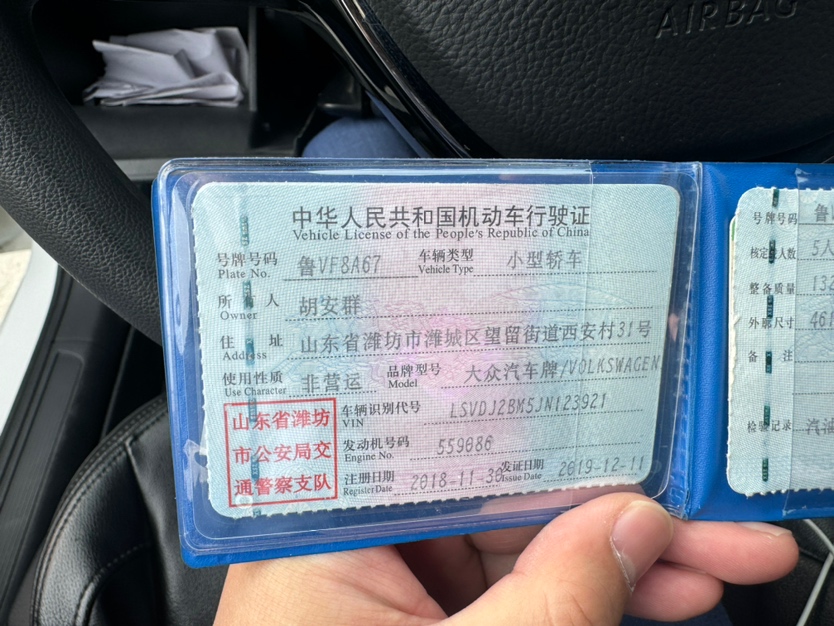 AIRBAG
中华人民共和国机动车行驶证
Vehicle License of the People's Republic of China
号牌号码 鲁VF8A67 车辆类型 小型轿车
Plate No. Vehicle Type
所有人 胡安群
Owner
住址 山东省潍坊市潍城区望留街道西安村31号
Address
使用性质 非营运 品牌型号 大众汽车牌/VOLKSWAGEN
Use Character Model
山东省潍坊
市公安局交
通警察支队
车辆识别代号 LSVDJ2BM5JN123921
VIN
发动机号码 559086
Engine No.
注册日期 2018-11-30 发证日期 2019-12-11
Register Date Issue Date
号牌号码 鲁
核定载人数 5人
整备质量 132
外廓尺寸 461
备注
检验记录 汽油